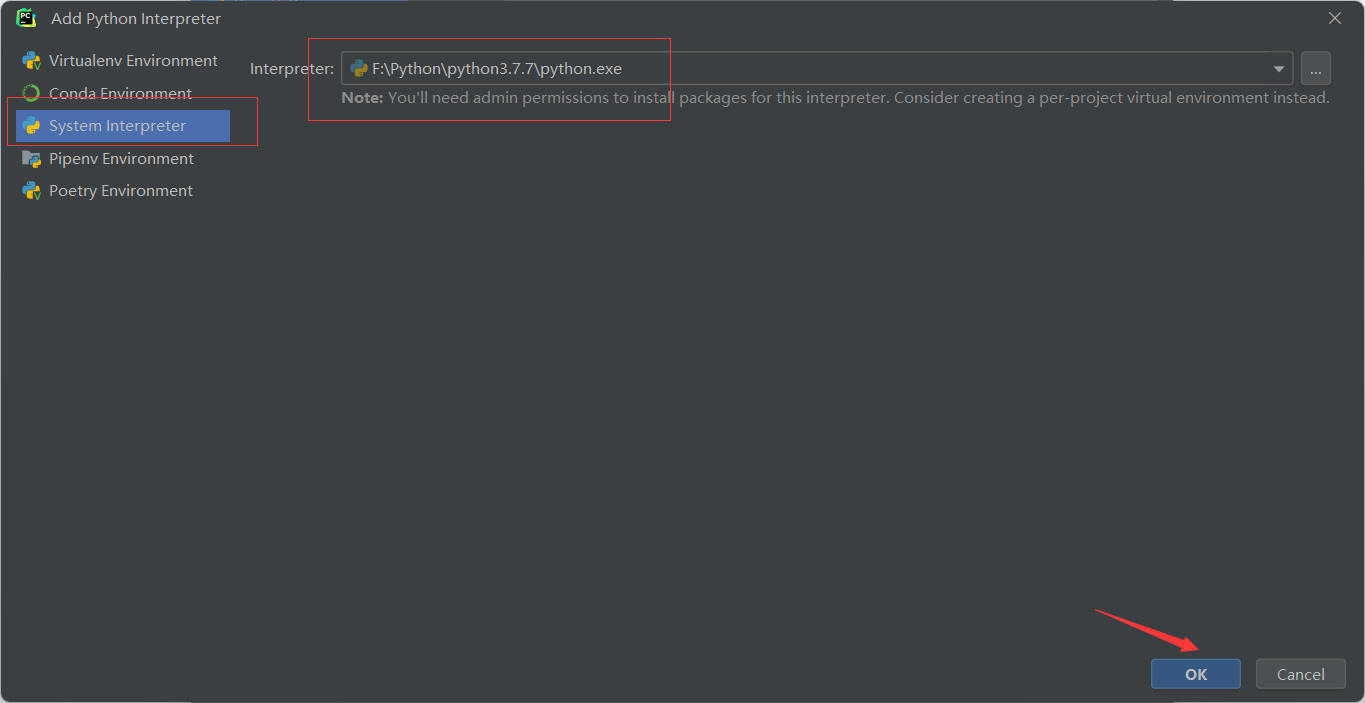 Add Python Interpreter
Virtualenv Environment
Conda Environment
System Interpreter
Pipenv Environment
Poetry Environment
Interpreter: F:\Python\python3.7.7\python.exe ...
Note: You'll need admin permissions to install packages for this interpreter. Consider creating a per-project virtual environment instead.
OK Cancel